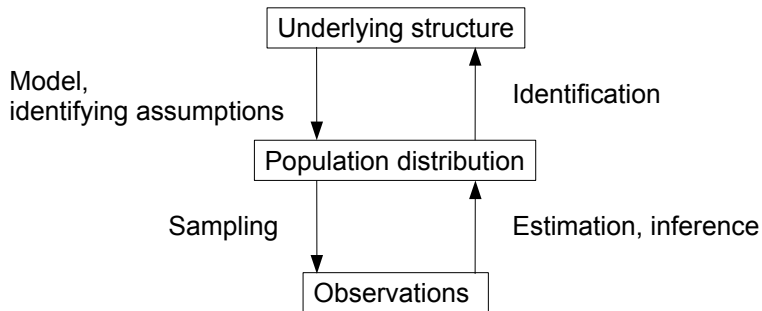 Underlying structure
Model,
identifying assumptions
Identification
Population distribution
Sampling
Estimation, inference
Observations